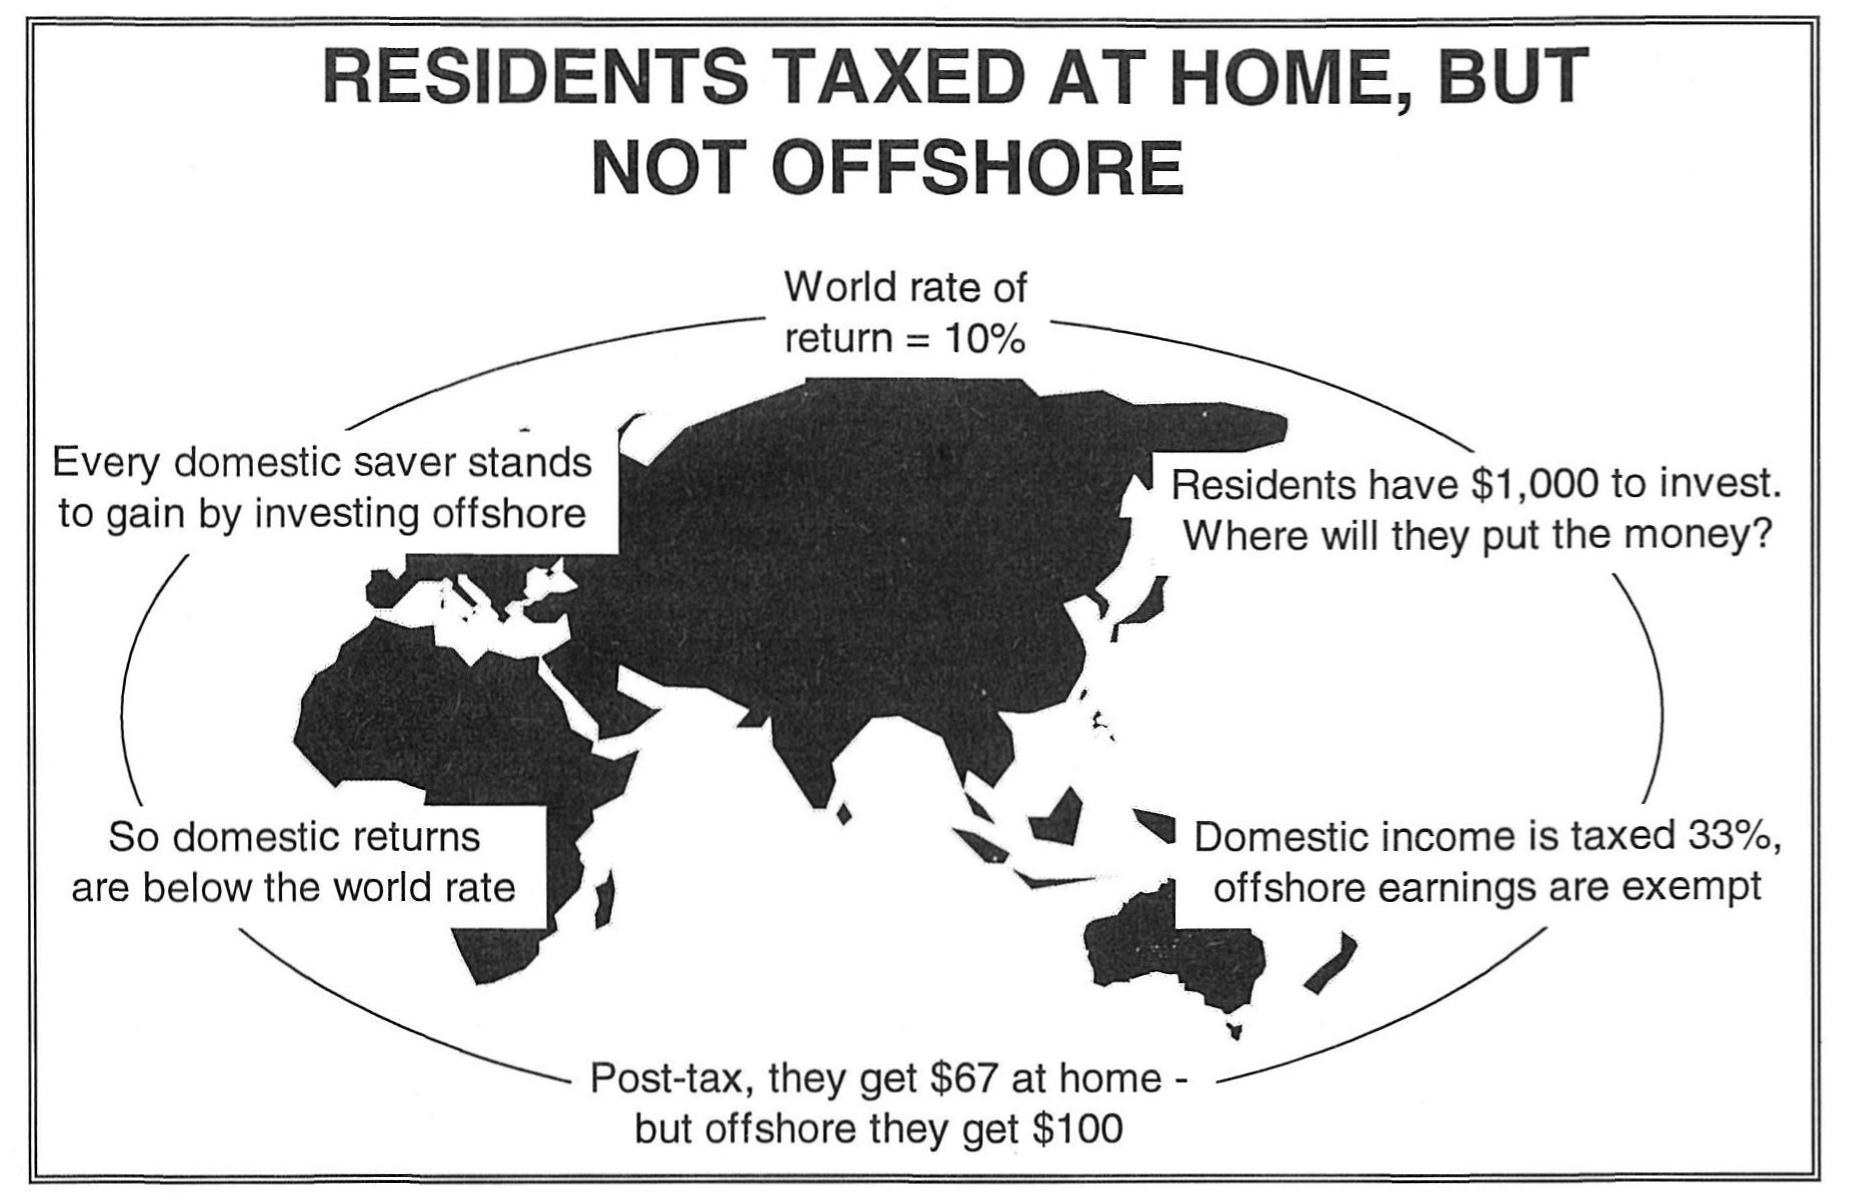 RESIDENTS TAXED AT HOME, BUT
NOT OFFSHORE
World rate of
return = 10%
Residents have $1,000 to invest.
Where will they put the money?
Domestic income is taxed 33%,
offshore earnings are exempt
Post-tax, they get $67 at home -
but offshore they get $100
So domestic returns
are below the world rate
Every domestic saver stands
to gain by investing offshore